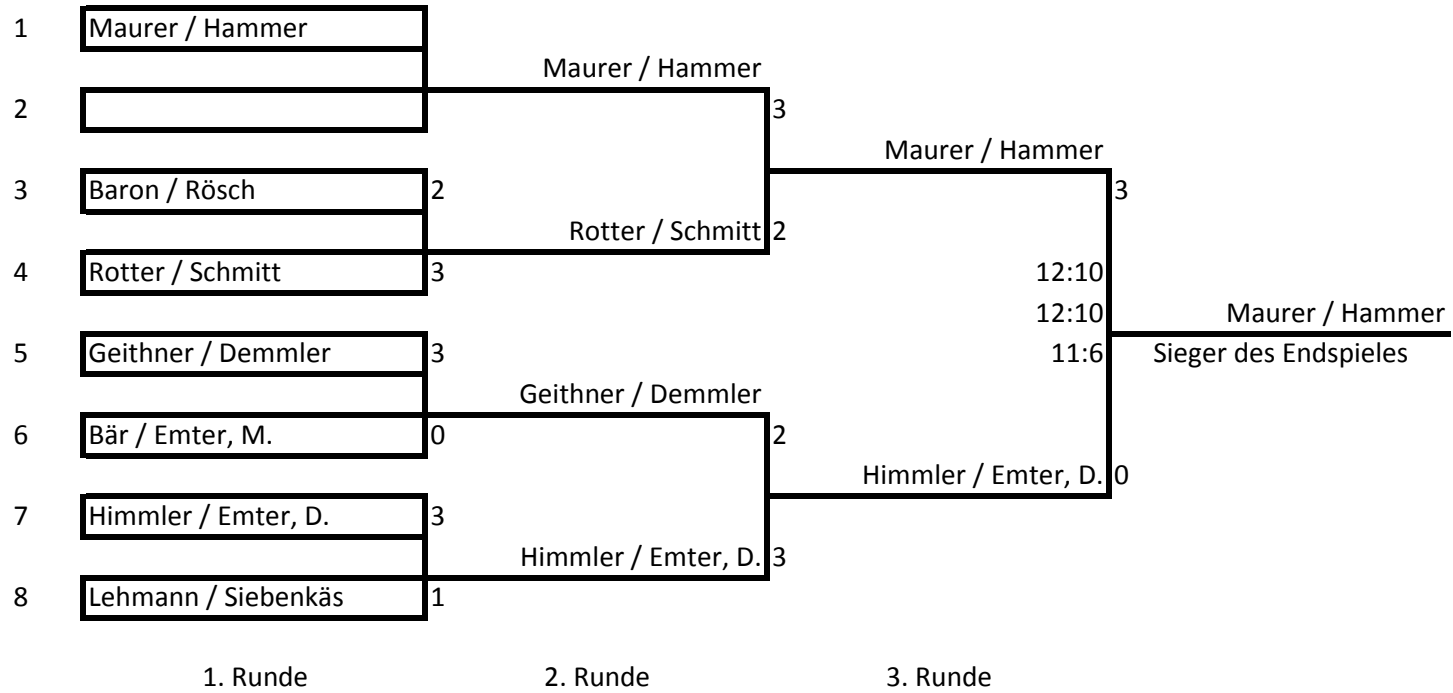 1 Maurer / Hammer
Maurer / Hammer
2 3
Maurer / Hammer
3 Baron / Rösch 2 3
Rotter / Schmitt 2
4 Rotter / Schmitt 3 12:10
12:10 Maurer / Hammer
5 Geithner / Demmler 3 11:6 Sieger des Endspieles
Geithner / Demmler
6 Bär / Emter, M. 0 2
Himmler / Emter, D. 0
7 Himmler / Emter, D. 3
Himmler / Emter, D. 3
8 Lehmann / Siebenkäs 1
1. Runde 2. Runde 3. Runde